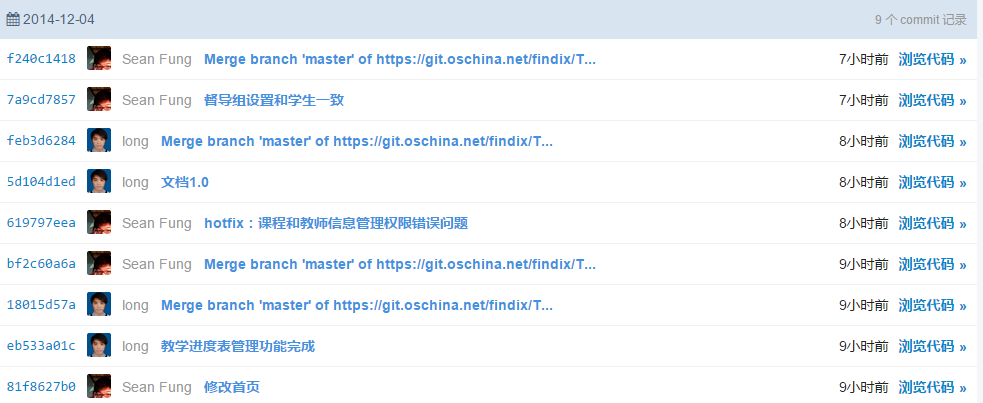 2014-12-04 9 个 commit 记录
f240c1418 Sean Fung Merge branch 'master' of https://git.oschina.net/findix/T... 7小时前 浏览代码 »
7a9cd7857 Sean Fung 督导组设置和学生一致 7小时前 浏览代码 »
feb3d6284 long Merge branch 'master' of https://git.oschina.net/findix/T... 8小时前 浏览代码 »
5d104d1ed long 文档1.0 8小时前 浏览代码 »
619797eea Sean Fung hotfix：课程和教师信息管理权限错误问题 8小时前 浏览代码 »
bf2c60a6a Sean Fung Merge branch 'master' of https://git.oschina.net/findix/T... 9小时前 浏览代码 »
18015d57a long Merge branch 'master' of https://git.oschina.net/findix/T... 9小时前 浏览代码 »
eb533a01c long 教学进度表管理功能完成 9小时前 浏览代码 »
81f8627b0 Sean Fung 修改首页 9小时前 浏览代码 »